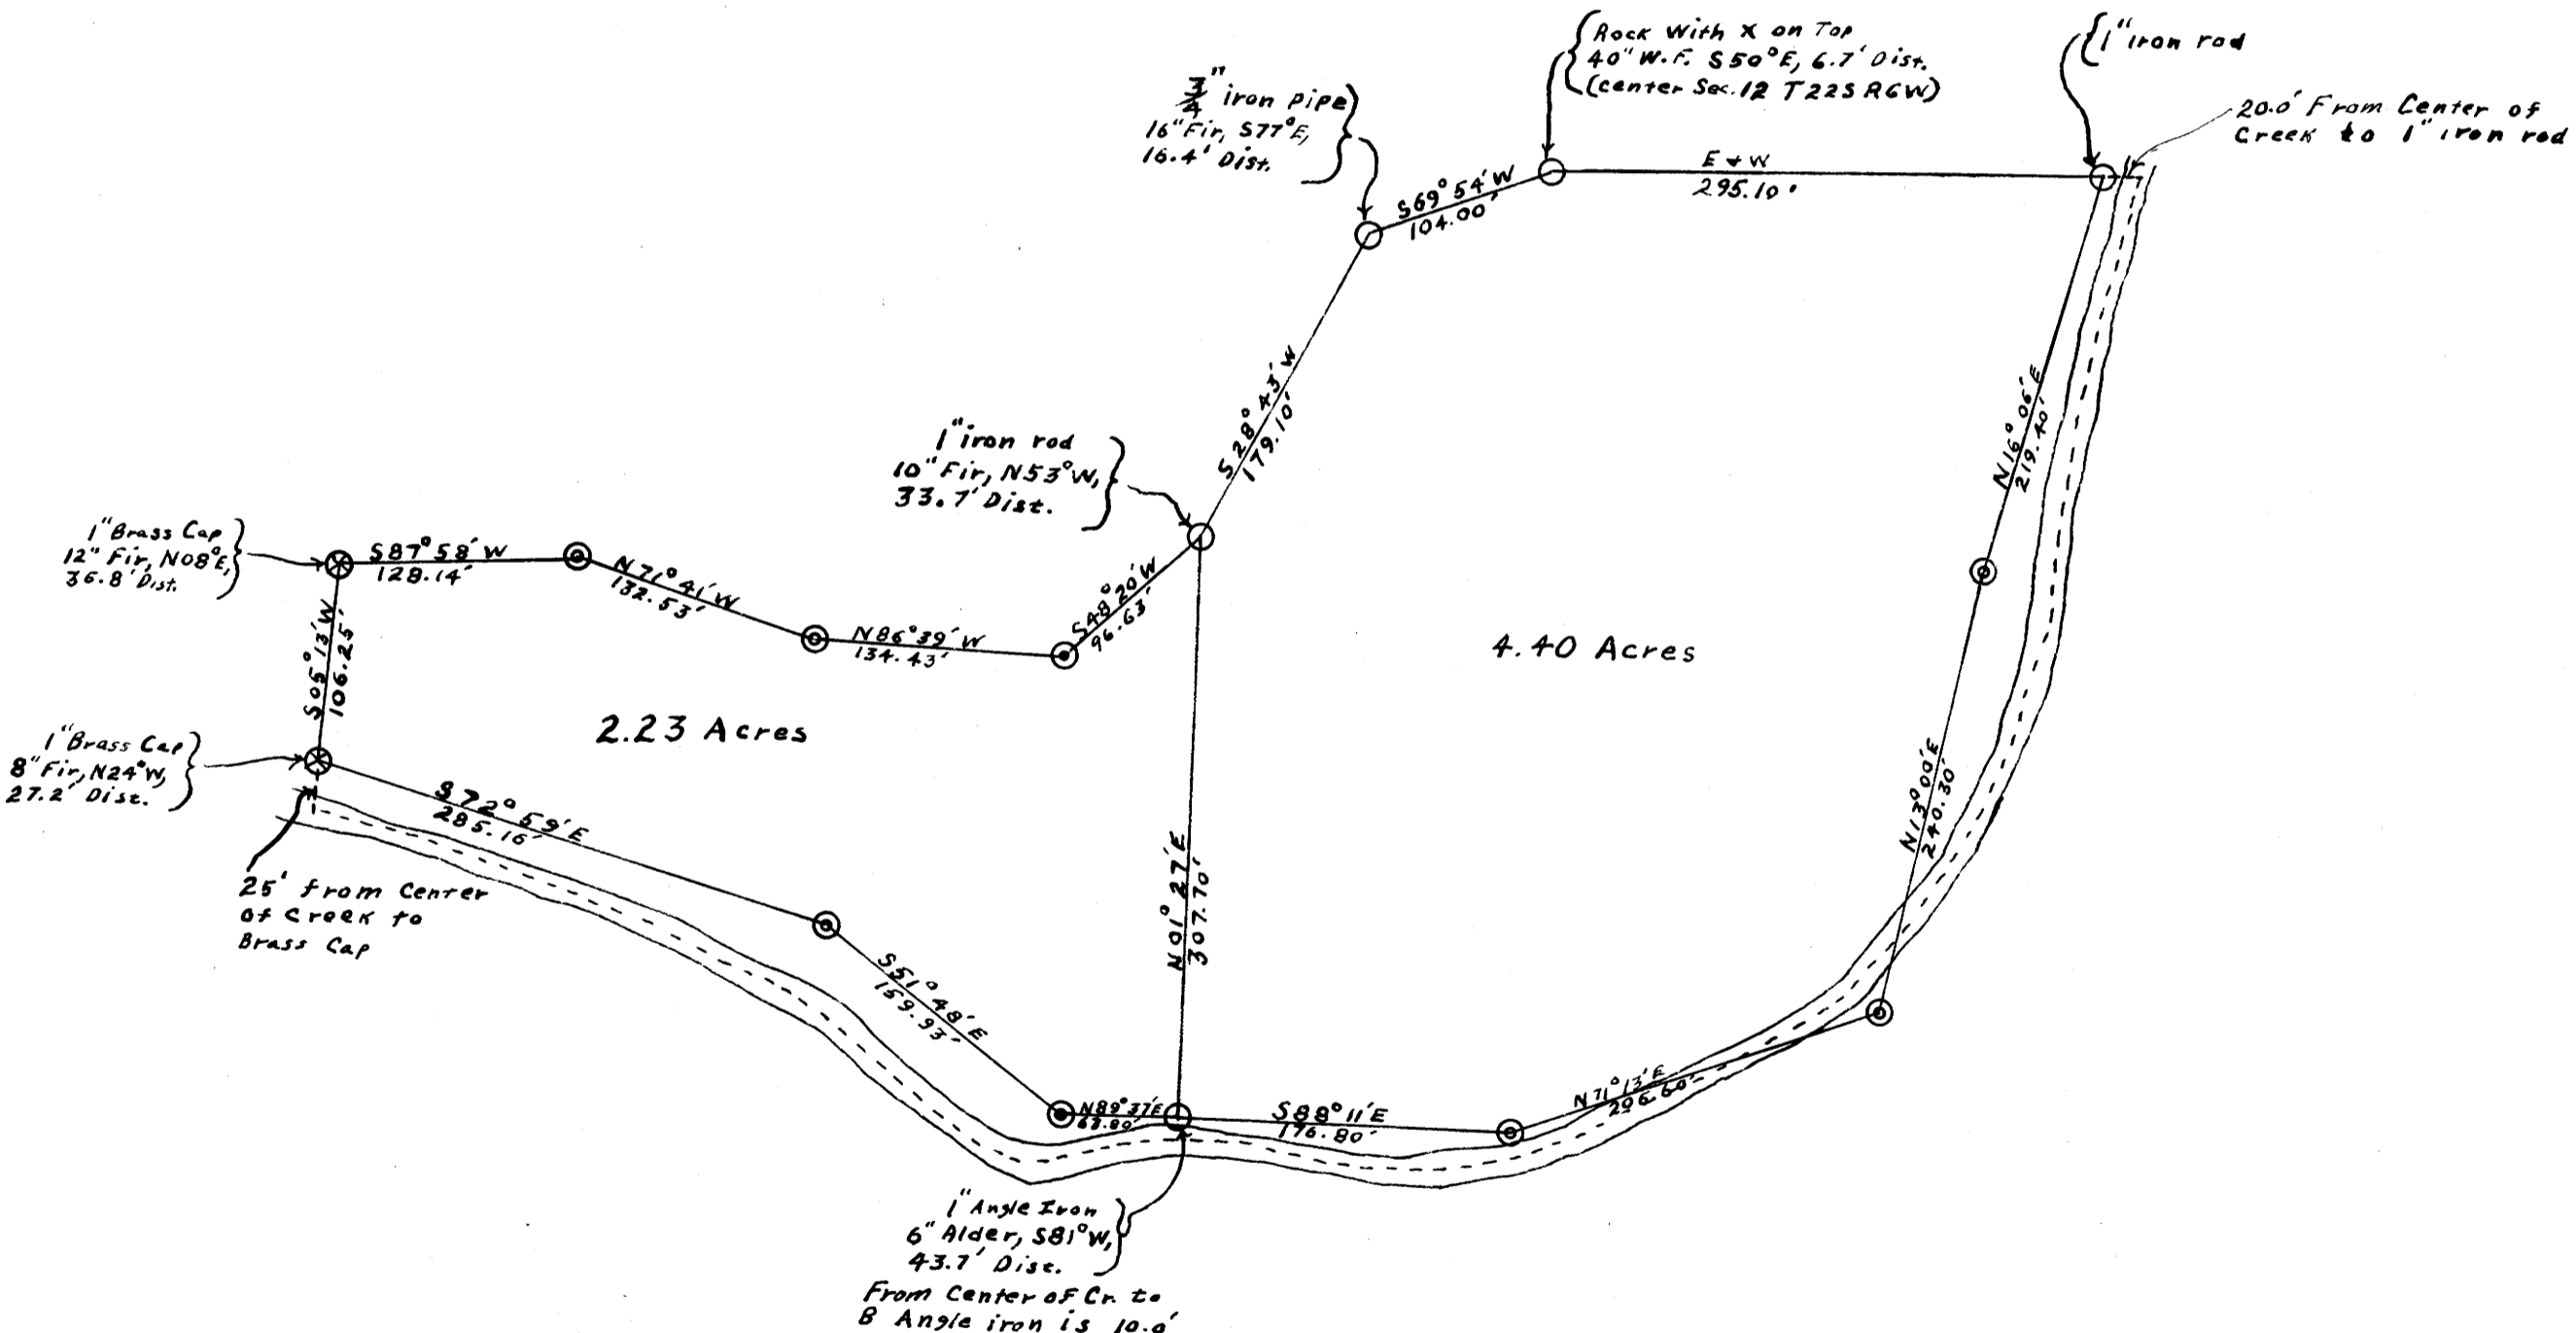 Rock With X on Top
40" W.F. S50°E, 6.7' Dist.
(center Sec. 12 T22S R6W)
1" iron rod
20.0' From Center of
Creek to 1" iron rod
3/4" iron pipe
16" Fir, S77°E,
16.4' Dist.
E + W
295.10'
S69°54'W
104.00'
S28°43'W
179.10'
N16°06'E
219.40'
1" iron rod
10" Fir, N53°W,
33.7' Dist.
1" Brass Cap
12" Fir, N08°E,
36.8' Dist.
S87°58'W
128.14'
N71°41'W
132.53'
N86°39'W
134.43'
S48°20'W
96.63'
S05°13'W
106.25'
4.40 Acres
2.23 Acres
1" Brass Cap
8" Fir, N24°W,
27.2' Dist.
S72°59'E
285.16'
N13°00'E
240.30'
N01°27'E
307.70'
25' from Center
of Creek to
Brass Cap
S51°48'E
159.93'
N89°37'E
S88°11'E
176.80'
N71°13'E
206.60'
1" Angle Iron
6" Alder, S81°W,
43.7' Dist.
From Center of Cr. to
B Angle iron is 10.0'